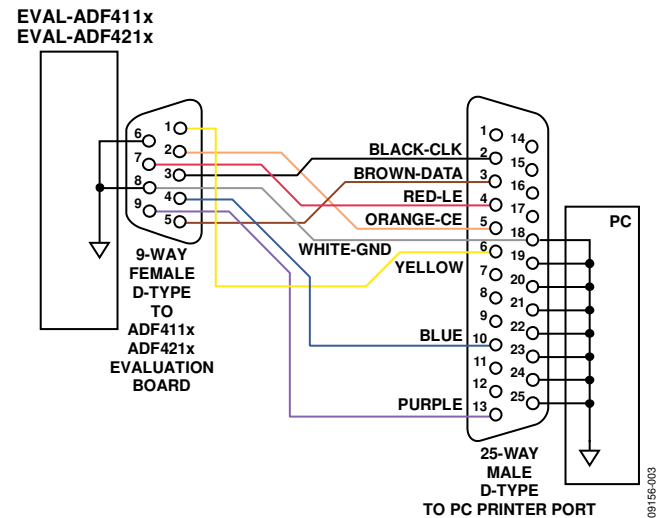 EVAL-ADF411x
EVAL-ADF421x
6
7
8
9
1
2
3
4
5
9-WAY
FEMALE
D-TYPE
TO
ADF411x
ADF421x
EVALUATION
BOARD
BLACK-CLK
BROWN-DATA
RED-LE
ORANGE-CE
WHITE-GND
YELLOW
BLUE
PURPLE
1
2
3
4
5
6
7
8
9
10
11
12
13
14
15
16
17
18
19
20
21
22
23
24
25
PC
25-WAY
MALE
D-TYPE
TO PC PRINTER PORT
09156-003